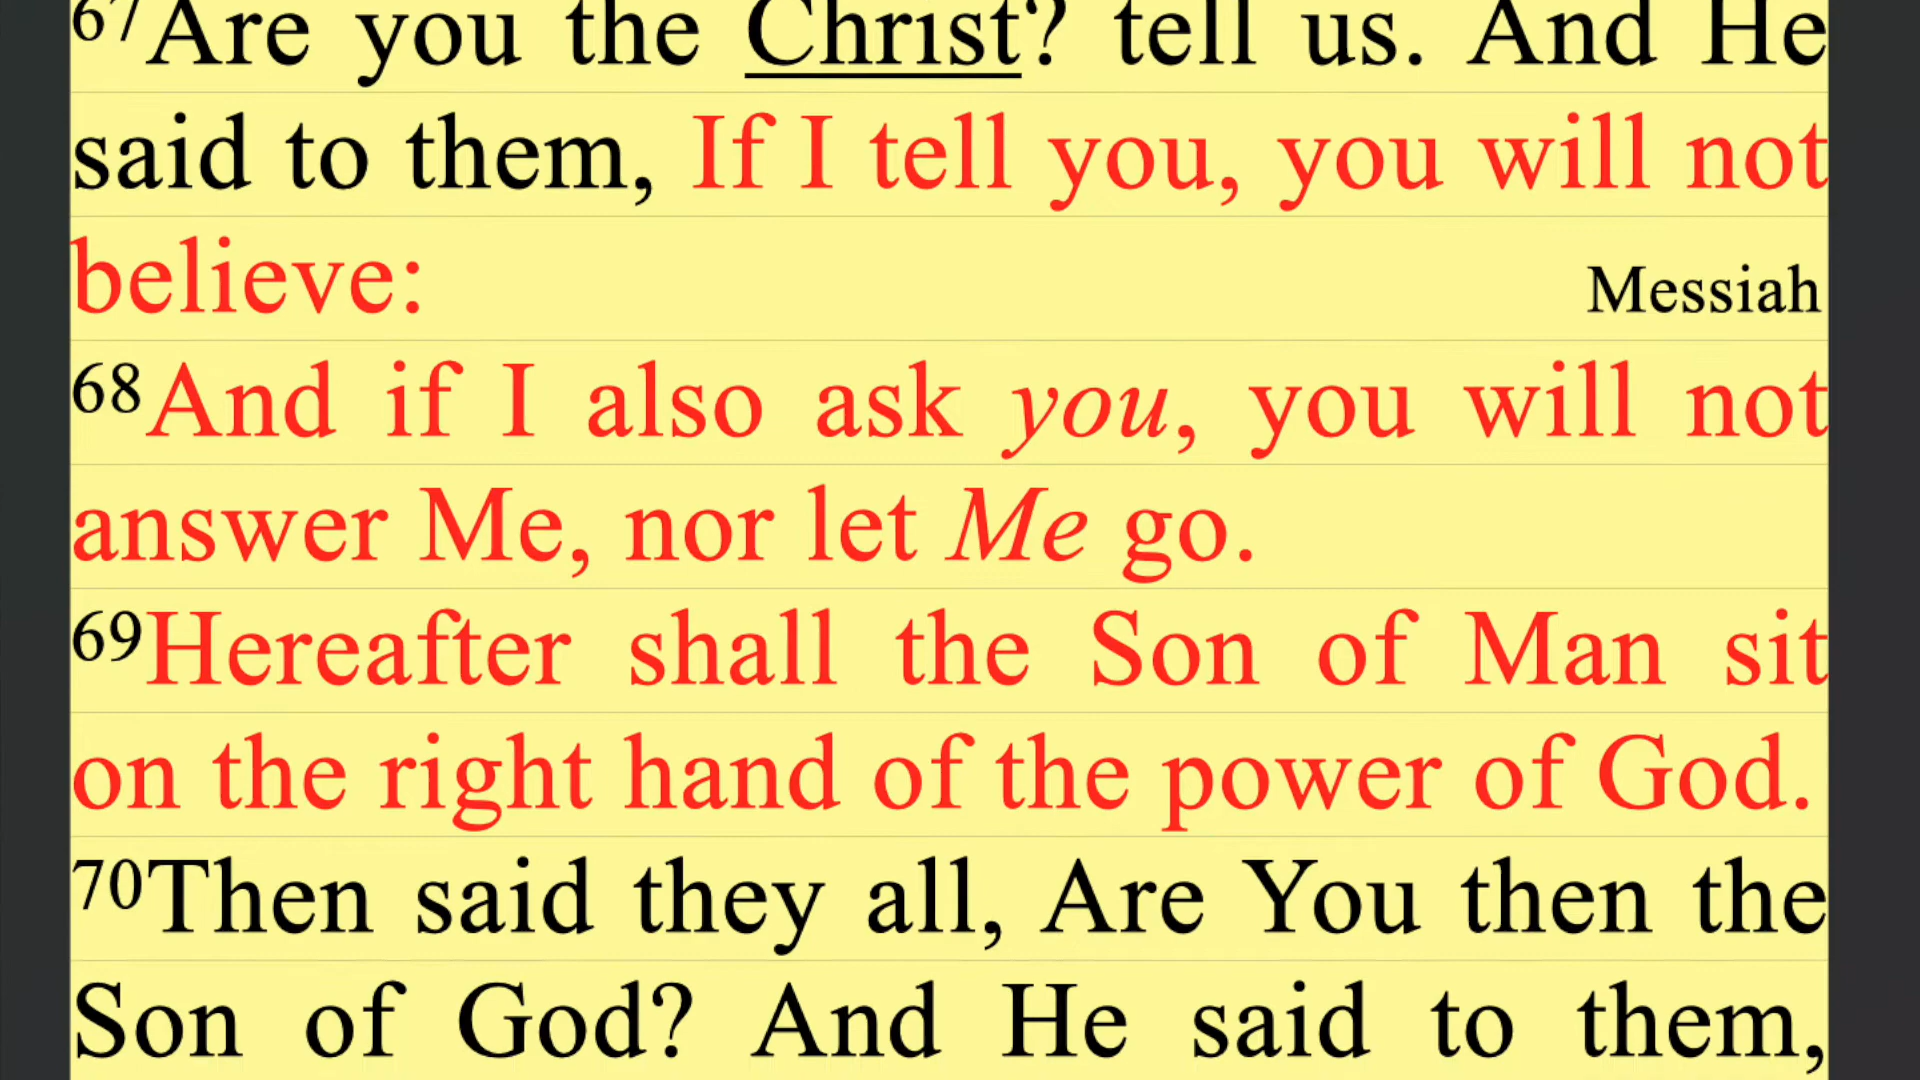 67Are you the Christ? tell us. And He
said to them, If I tell you, you will not
believe: Messiah
68And if I also ask you, you will not
answer Me, nor let Me go.
69Hereafter shall the Son of Man sit
on the right hand of the power of God.
70Then said they all, Are You then the
Son of God? And He said to them,